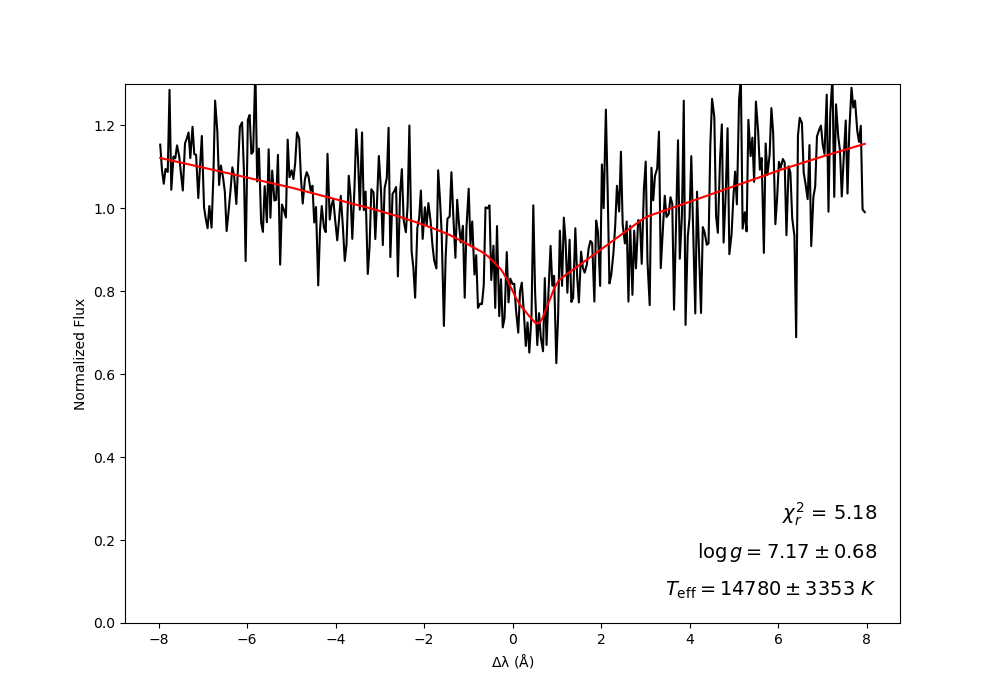 1.2
1.0
0.8
0.6
0.4
0.2
0.0
Normalized Flux
χ²ᵣ = 5.18
log g = 7.17 ± 0.68
T_eff = 14780 ± 3353 K
−8 −6 −4 −2 0 2 4 6 8
Δλ (Å)